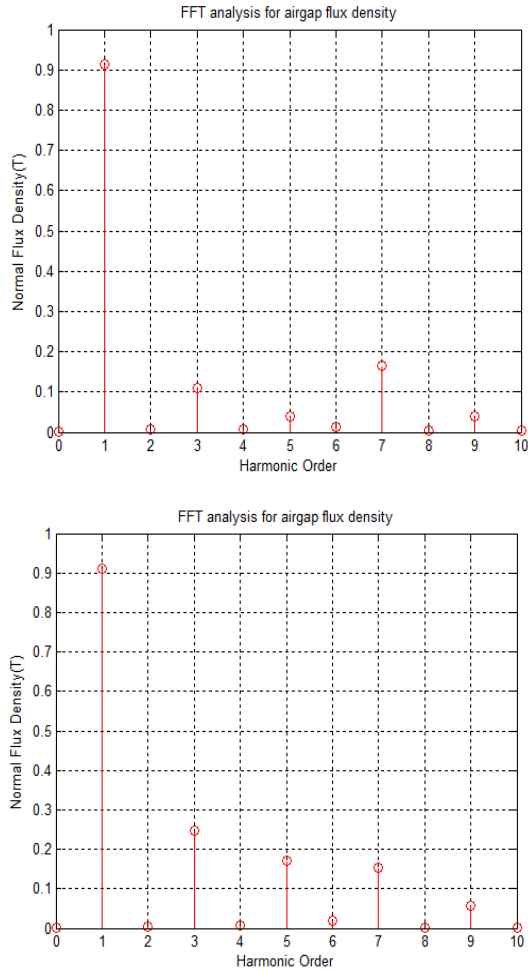 FFT analysis for airgap flux density
1
0.9
0.8
0.7
0.6
0.5
0.4
0.3
0.2
0.1
0
Normal Flux Density(T)
0 1 2 3 4 5 6 7 8 9 10
Harmonic Order
FFT analysis for airgap flux density
1
0.9
0.8
0.7
0.6
0.5
0.4
0.3
0.2
0.1
0
Normal Flux Density(T)
0 1 2 3 4 5 6 7 8 9 10
Harmonic Order